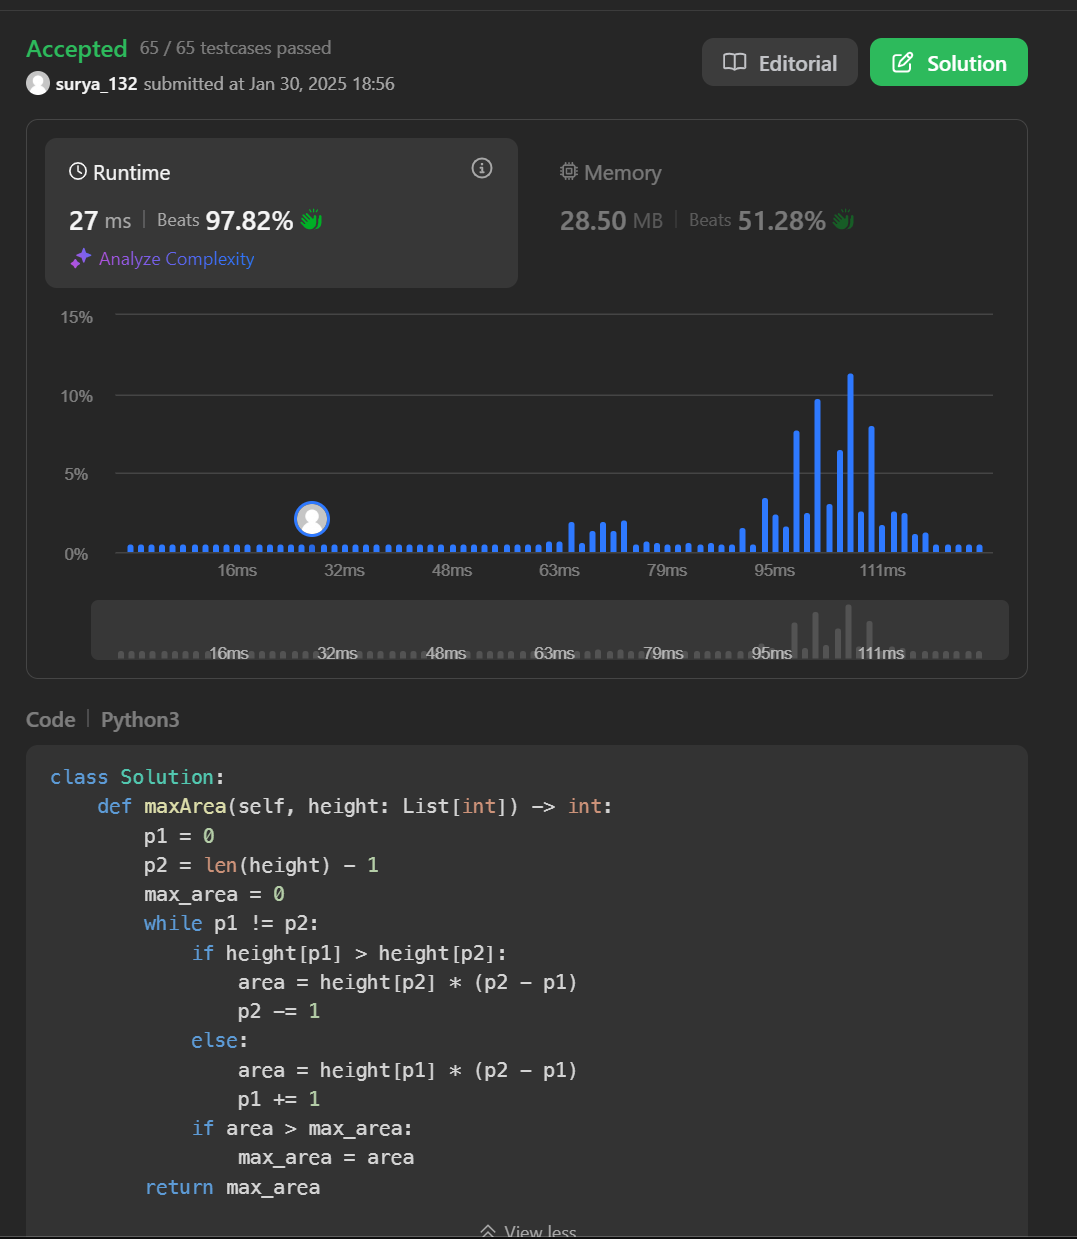 Accepted 65 / 65 testcases passed
surya_132 submitted at Jan 30, 2025 18:56
Editorial
Solution
Runtime
27 ms | Beats 97.82%
Analyze Complexity
Memory
28.50 MB | Beats 51.28%
15%
10%
5%
0%
16ms 32ms 48ms 63ms 79ms 95ms 111ms
16ms 32ms 48ms 63ms 79ms 95ms 111ms
Code | Python3
class Solution:
    def maxArea(self, height: List[int]) -> int:
        p1 = 0
        p2 = len(height) - 1
        max_area = 0
        while p1 != p2:
            if height[p1] > height[p2]:
                area = height[p2] * (p2 - p1)
                p2 -= 1
            else:
                area = height[p1] * (p2 - p1)
                p1 += 1
            if area > max_area:
                max_area = area
        return max_area
View less